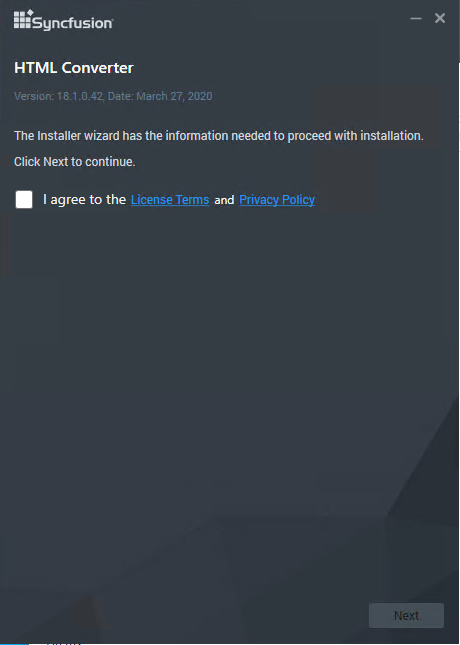 Syncfusion
HTML Converter
Version: 18.1.0.42, Date: March 27, 2020
The Installer wizard has the information needed to proceed with installation.
Click Next to continue.
I agree to the License Terms and Privacy Policy
Next